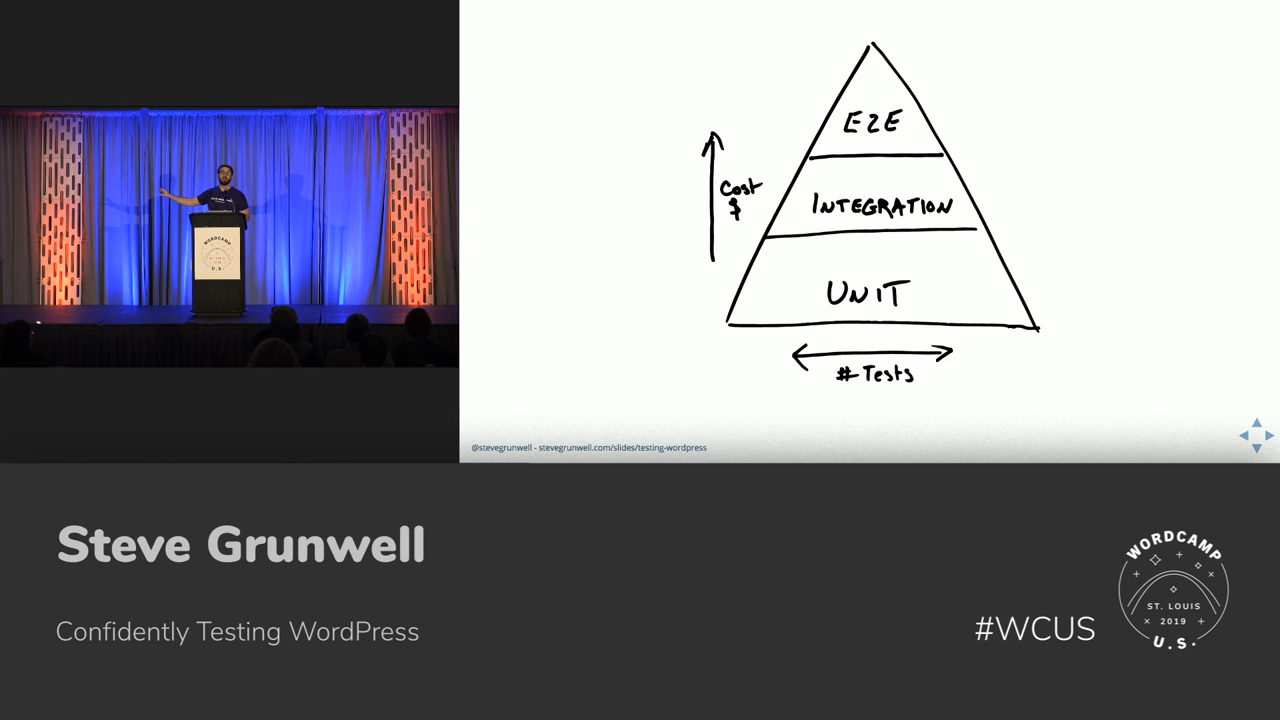 E2E
Cost
$
INTEGRATION
UNIT
# Tests
@stevegrunwell - stevegrunwell.com/slides/testing-wordpress
WORDCAMP
U.S.
Steve Grunwell
Confidently Testing WordPress
#WCUS
WORDCAMP
ST. LOUIS
2019
U.S.